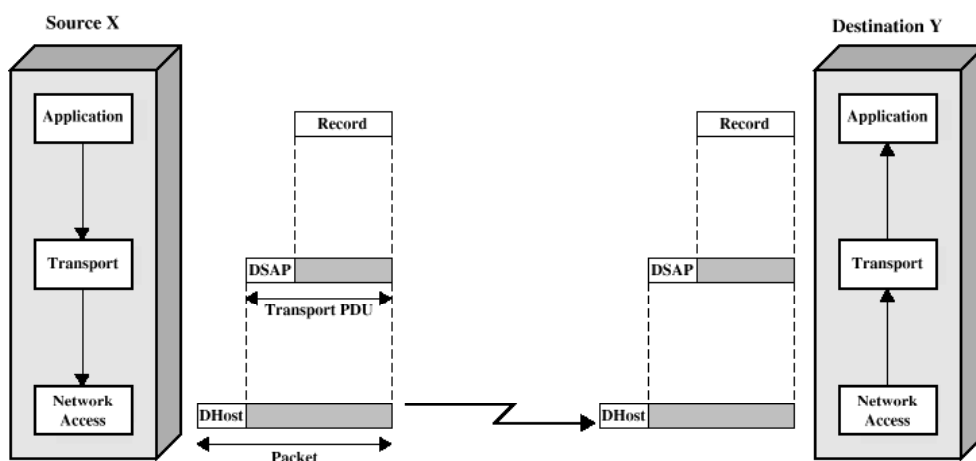 Source X
Destination Y
Application
Record
Record
Application
Transport
DSAP
DSAP
Transport
Transport PDU
Network
Access
DHost
DHost
Network
Access
Packet